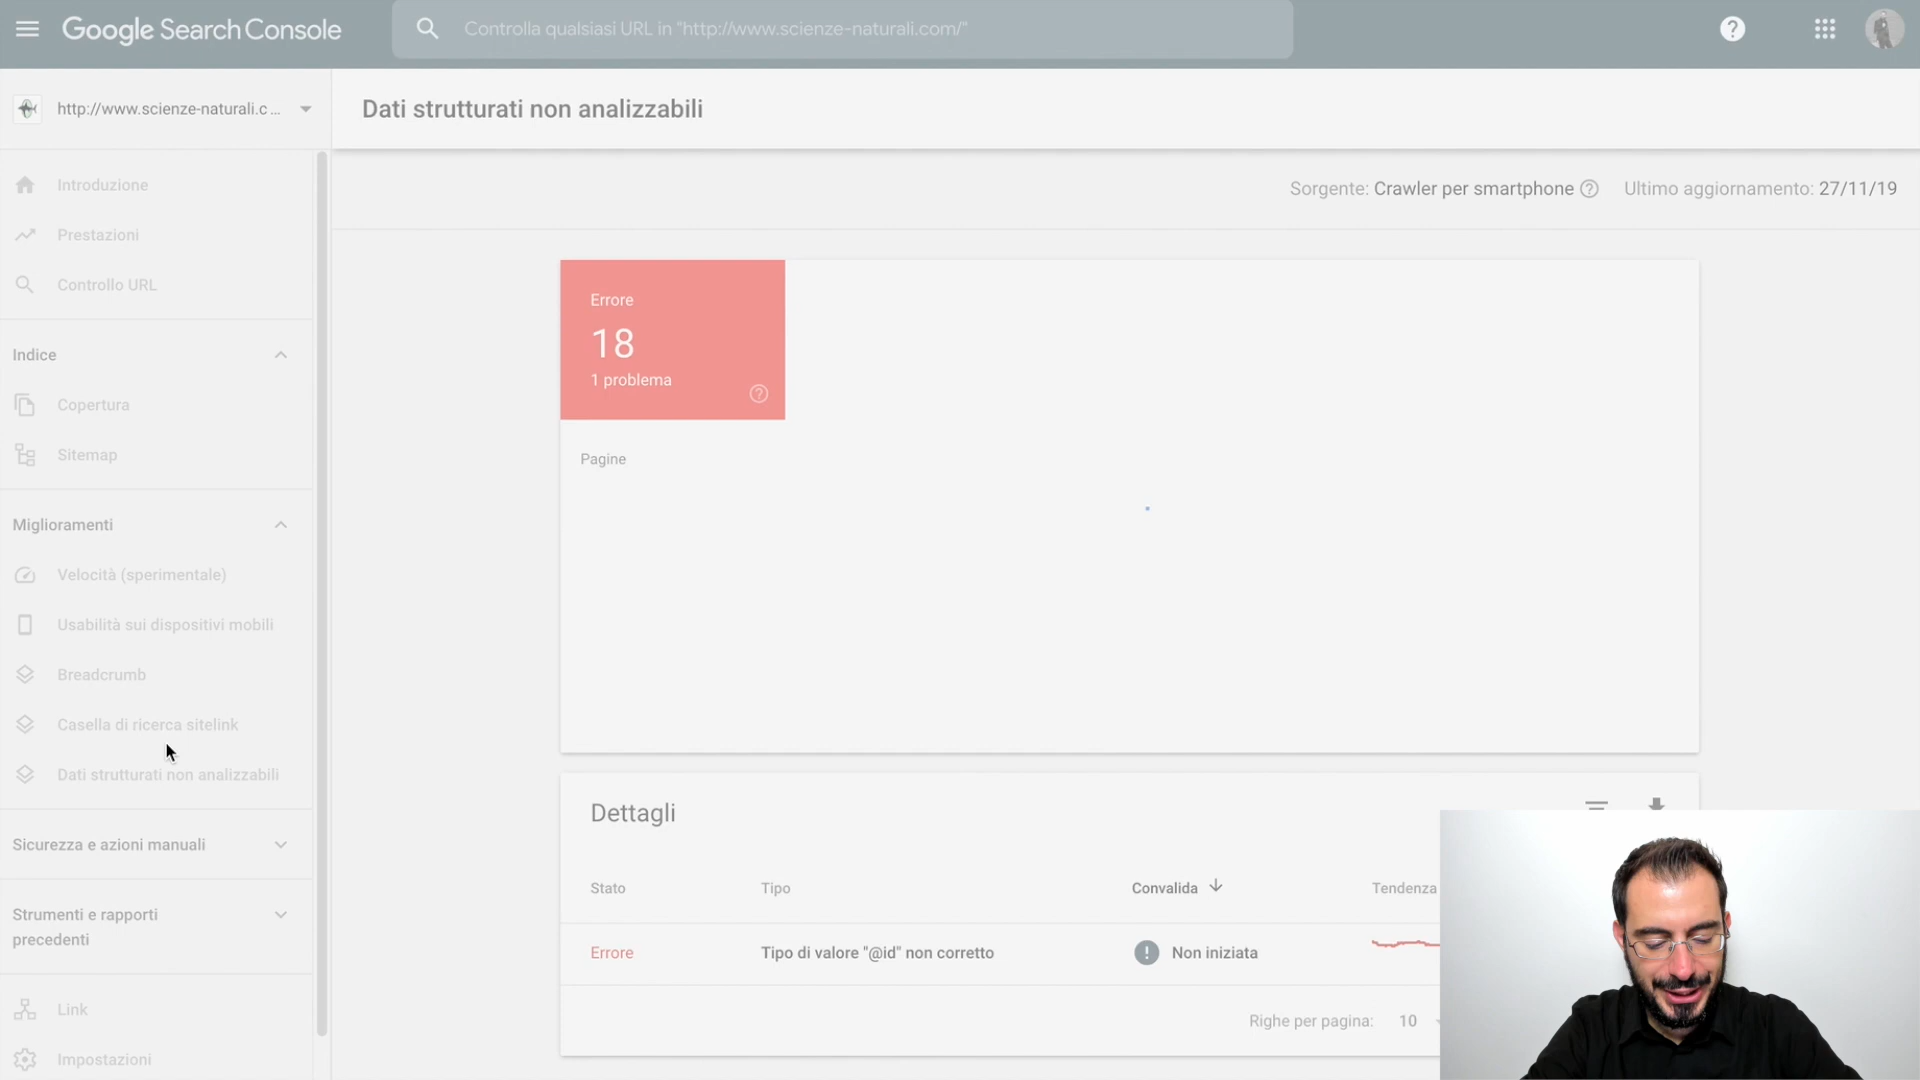 Google Search Console
Controlla qualsiasi URL in "http://www.scienze-naturali.com/"
http://www.scienze-naturali.c ...
Dati strutturati non analizzabili
Introduzione
Prestazioni
Controllo URL
Indice
Copertura
Sitemap
Miglioramenti
Velocità (sperimentale)
Usabilità sui dispositivi mobili
Breadcrumb
Casella di ricerca sitelink
Dati strutturati non analizzabili
Sicurezza e azioni manuali
Strumenti e rapporti
precedenti
Link
Impostazioni
Sorgente: Crawler per smartphone
Ultimo aggiornamento: 27/11/19
Errore
18
1 problema
Pagine
Dettagli
Stato Tipo Convalida Tendenza
Errore Tipo di valore "@id" non corretto Non iniziata
Righe per pagina: 10